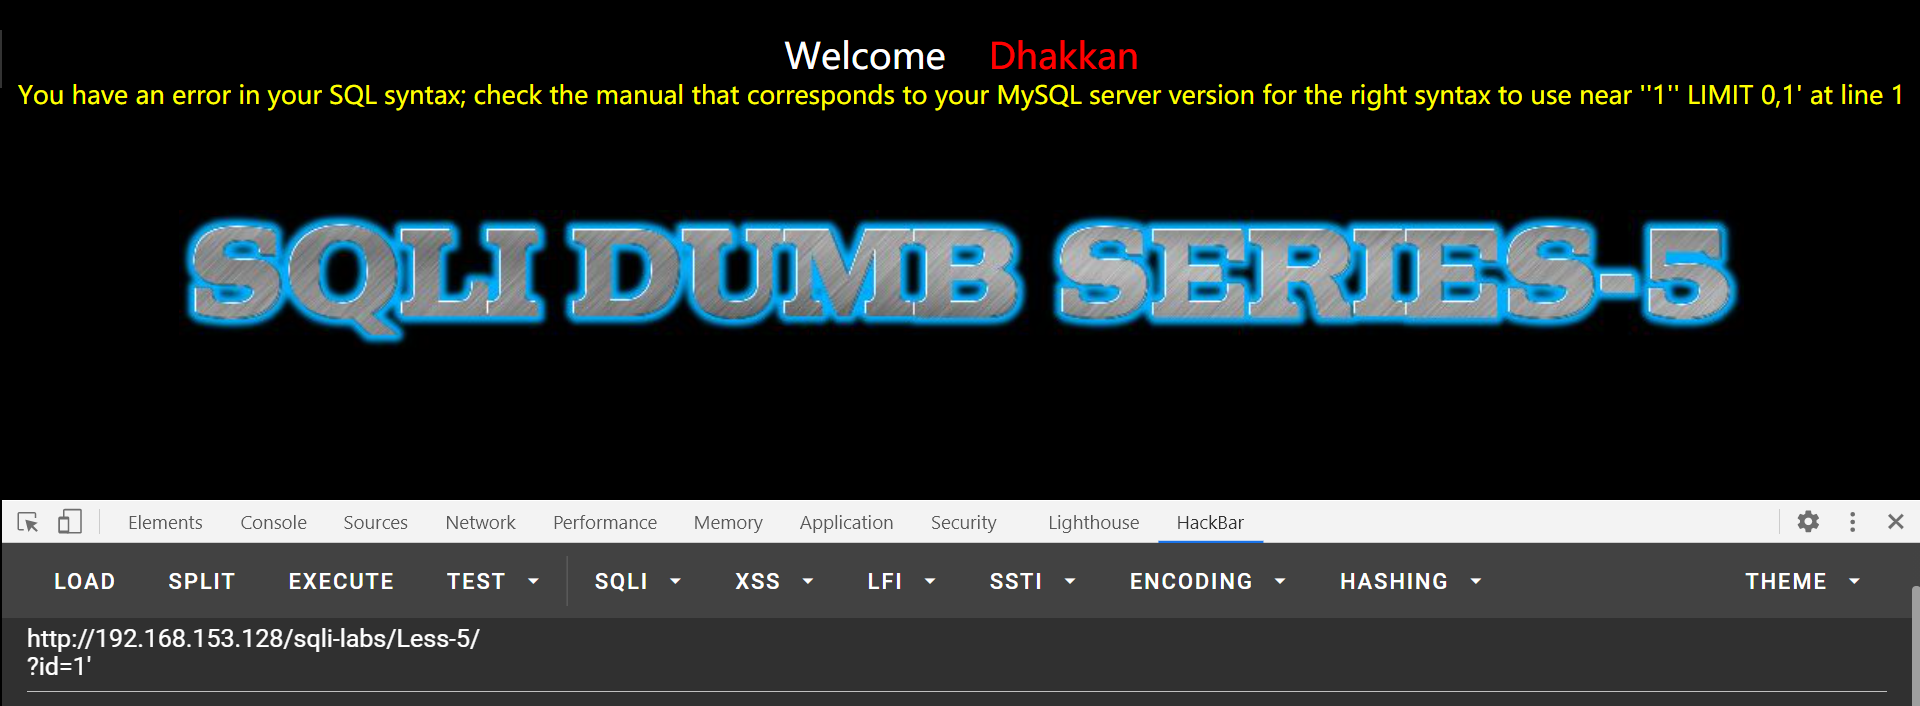 Welcome Dhakkan
You have an error in your SQL syntax; check the manual that corresponds to your MySQL server version for the right syntax to use near ''1'' LIMIT 0,1' at line 1
SQLI DUMB SERIES-5
Elements Console Sources Network Performance Memory Application Security Lighthouse HackBar
LOAD SPLIT EXECUTE TEST SQLI XSS LFI SSTI ENCODING HASHING THEME
http://192.168.153.128/sqli-labs/Less-5/
?id=1'